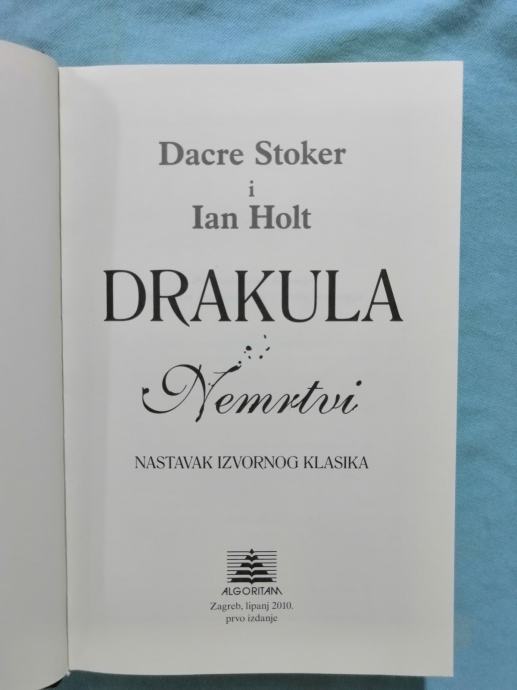 Dacre Stoker
i
Ian Holt
DRAKULA
Nemrtvi
NASTAVAK IZVORNOG KLASIKA
ALGORITAM
Zagreb, lipanj 2010.
prvo izdanje